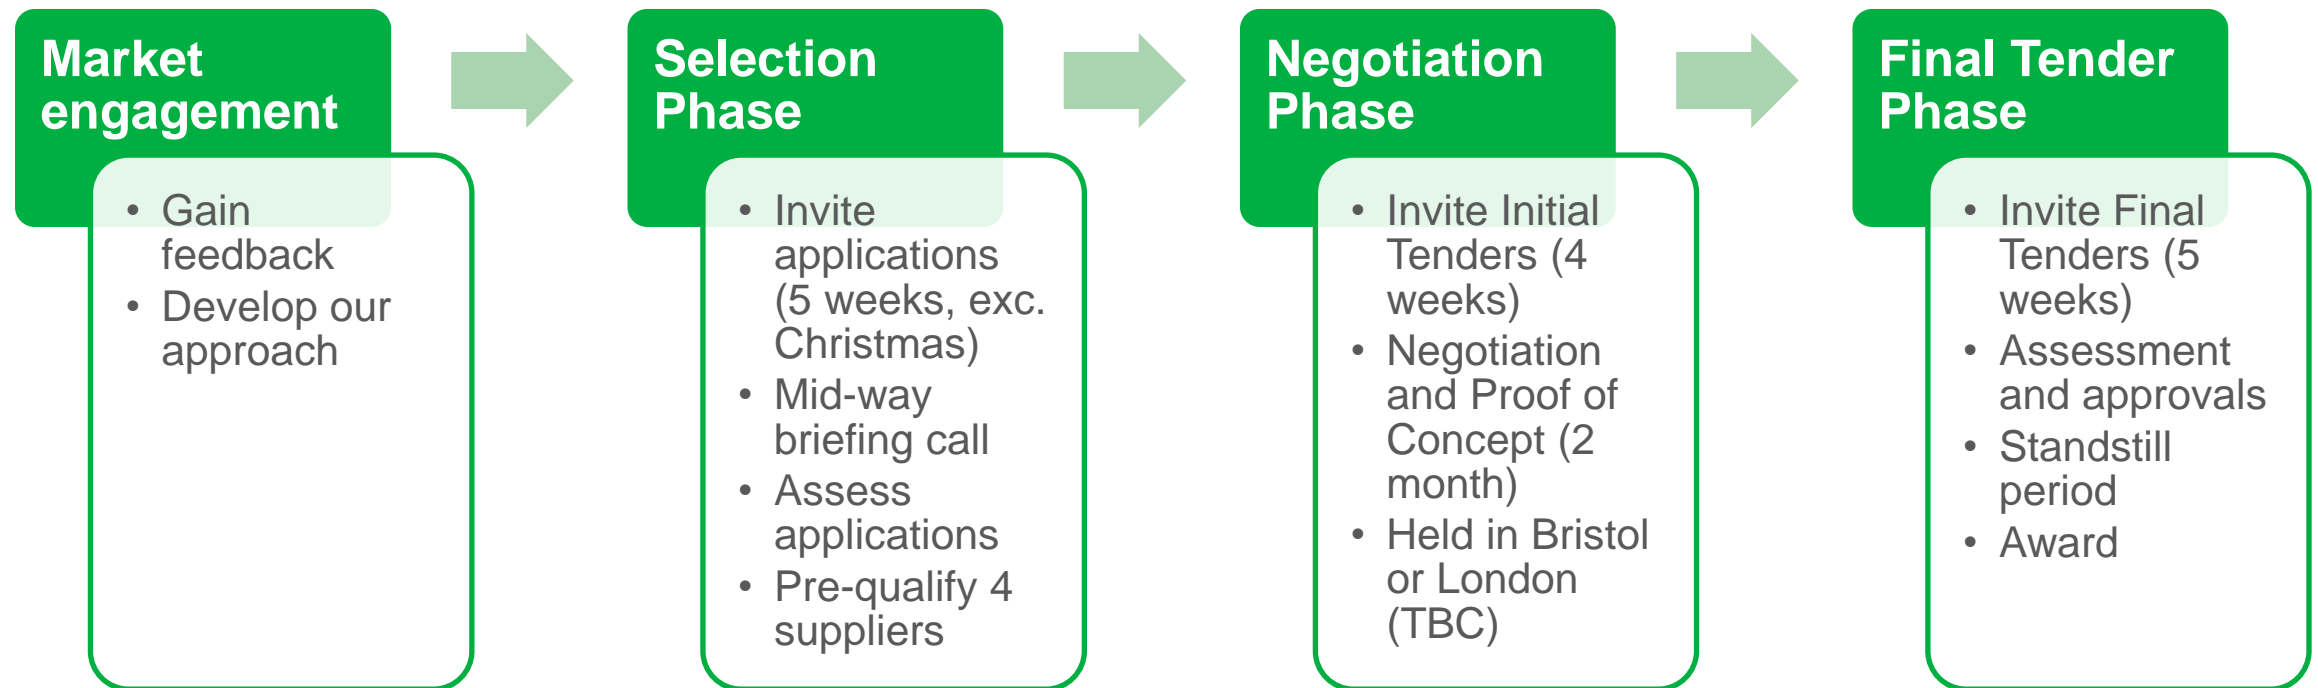 Market
engagement
• Gain
feedback
• Develop our
approach
Selection
Phase
• Invite
applications
(5 weeks, exc.
Christmas)
• Mid-way
briefing call
• Assess
applications
• Pre-qualify 4
suppliers
Negotiation
Phase
• Invite Initial
Tenders (4
weeks)
• Negotiation
and Proof of
Concept (2
month)
• Held in Bristol
or London
(TBC)
Final Tender
Phase
• Invite Final
Tenders (5
weeks)
• Assessment
and approvals
• Standstill
period
• Award